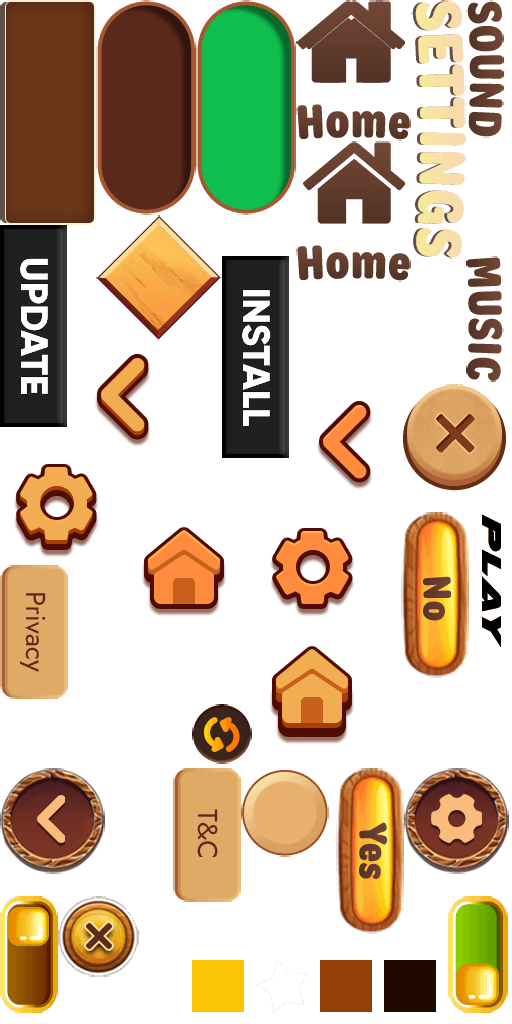 SOUND
SETTINGS
Home
Home
MUSIC
UPDATE
INSTALL
PLAY
No
Privacy
T&C
Yes